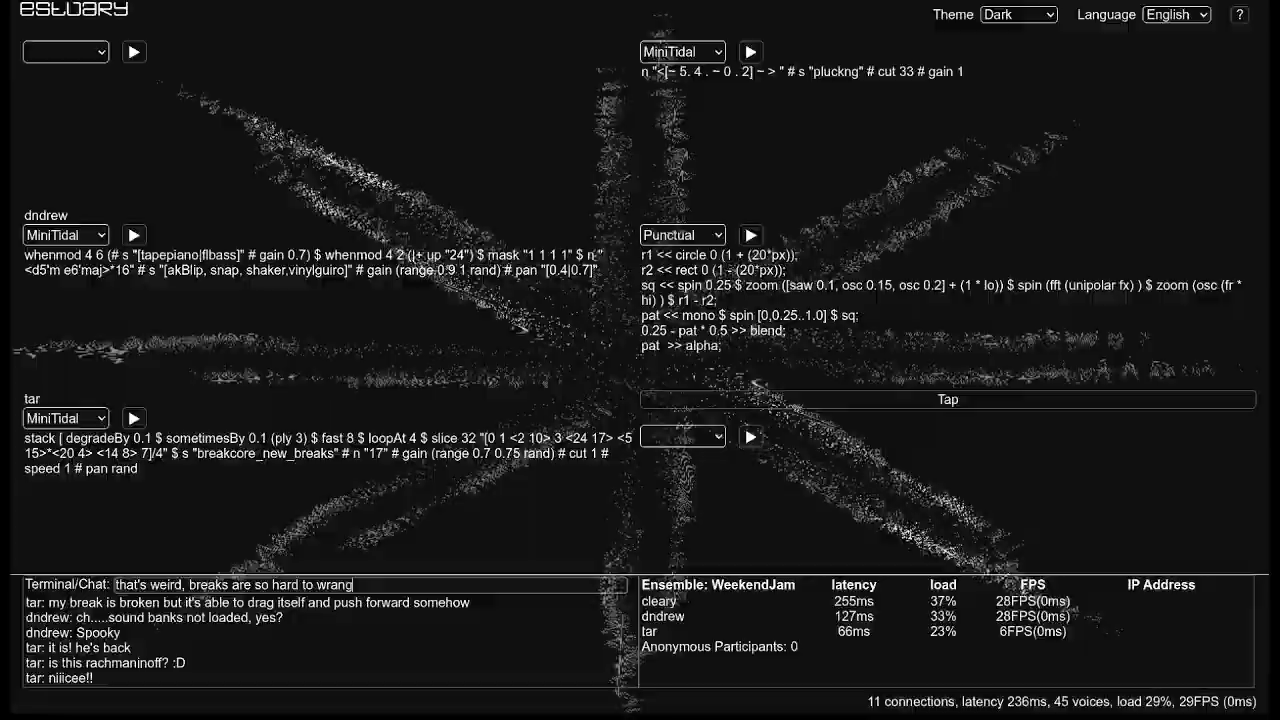 estuary
Theme Dark Language English ?
MiniTidal
n "<[~ 5. 4 . ~ 0 . 2] ~ > " # s "pluckng" # cut 33 # gain 1
dndrew
MiniTidal
whenmod 4 6 (# s "[tapepiano|flbass]" # gain 0.7) $ whenmod 4 2 (|+ up "24") $ mask "1 1 1 1" $ n "
<d5'm e6'maj>*16" # s "[akBlip, snap, shaker,vinylguiro]" # gain (range 0.9 1 rand) # pan "[0.4|0.7]"
Punctual
r1 << circle 0 (1 + (20*px));
r2 << rect 0 (1 - (20*px));
sq << spin 0.25 $ zoom ([saw 0.1, osc 0.15, osc 0.2] + (1 * lo)) $ spin (fft (unipolar fx) ) $ zoom (osc (fr *
hi) ) $ r1 - r2;
pat << mono $ spin [0,0.25..1.0] $ sq;
0.25 - pat * 0.5 >> blend;
pat >> alpha;
tar
MiniTidal
stack [ degradeBy 0.1 $ sometimesBy 0.1 (ply 3) $ fast 8 $ loopAt 4 $ slice 32 "[0 1 <2 10> 3 <24 17> <5
15>*<20 4> <14 8> 7]/4" $ s "breakcore_new_breaks" # n "17" # gain (range 0.7 0.75 rand) # cut 1 #
speed 1 # pan rand
Tap
Terminal/Chat: that's weird, breaks are so hard to wrang
tar: my break is broken but it's able to drag itself and push forward somehow
dndrew: ch.....sound banks not loaded, yes?
dndrew: Spooky
tar: it is! he's back
tar: is this rachmaninoff? :D
tar: niiicee!!
Ensemble: WeekendJam latency load FPS IP Address
cleary 255ms 37% 28FPS(0ms)
dndrew 127ms 33% 28FPS(0ms)
tar 66ms 23% 6FPS(0ms)
Anonymous Participants: 0
11 connections, latency 236ms, 45 voices, load 29%, 29FPS (0ms)